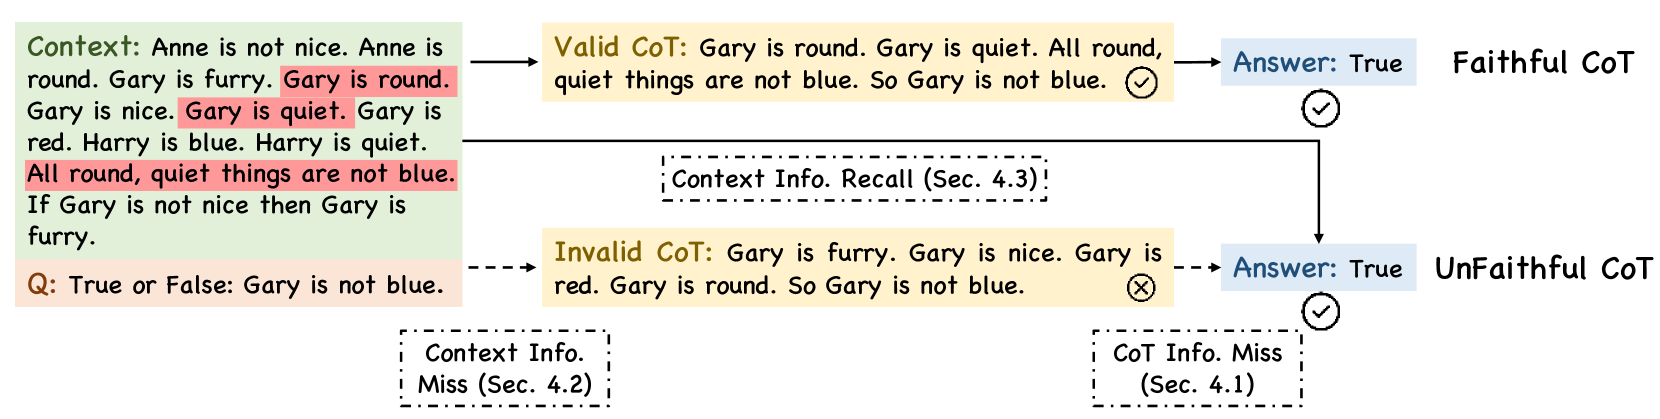 Context: Anne is not nice. Anne is
round. Gary is furry. Gary is round.
Gary is nice. Gary is quiet. Gary is
red. Harry is blue. Harry is quiet.
All round, quiet things are not blue.
If Gary is not nice then Gary is
furry.
Q: True or False: Gary is not blue.
Valid CoT: Gary is round. Gary is quiet. All round,
quiet things are not blue. So Gary is not blue.
Answer: True
Faithful CoT
Context Info. Recall (Sec. 4.3)
Invalid CoT: Gary is furry. Gary is nice. Gary is
red. Gary is round. So Gary is not blue.
Answer: True
UnFaithful CoT
Context Info.
Miss (Sec. 4.2)
CoT Info. Miss
(Sec. 4.1)